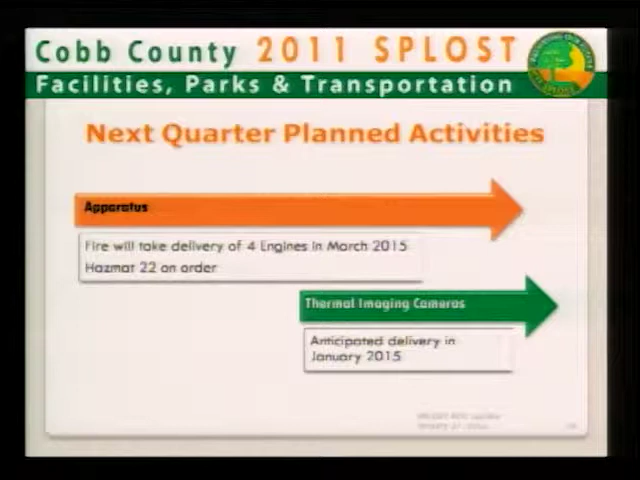 Cobb County 2011 SPLOST
Facilities, Parks & Transportation
Next Quarter Planned Activities
Apparatus
Fire will take delivery of 4 Engines in March 2015
Hazmat 22 on order
Thermal Imaging Cameras
Anticipated delivery in
January 2015